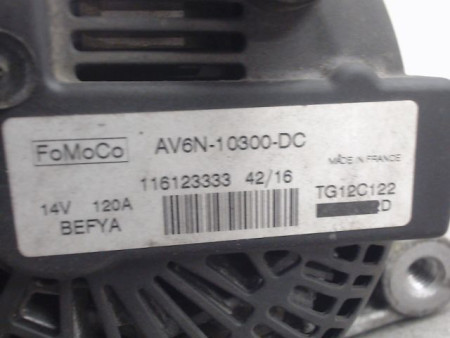 FoMoCo AV6N-10300-DC
MADE IN FRANCE
116123333 42/16
14V 120A TG12C122
BEFYA D